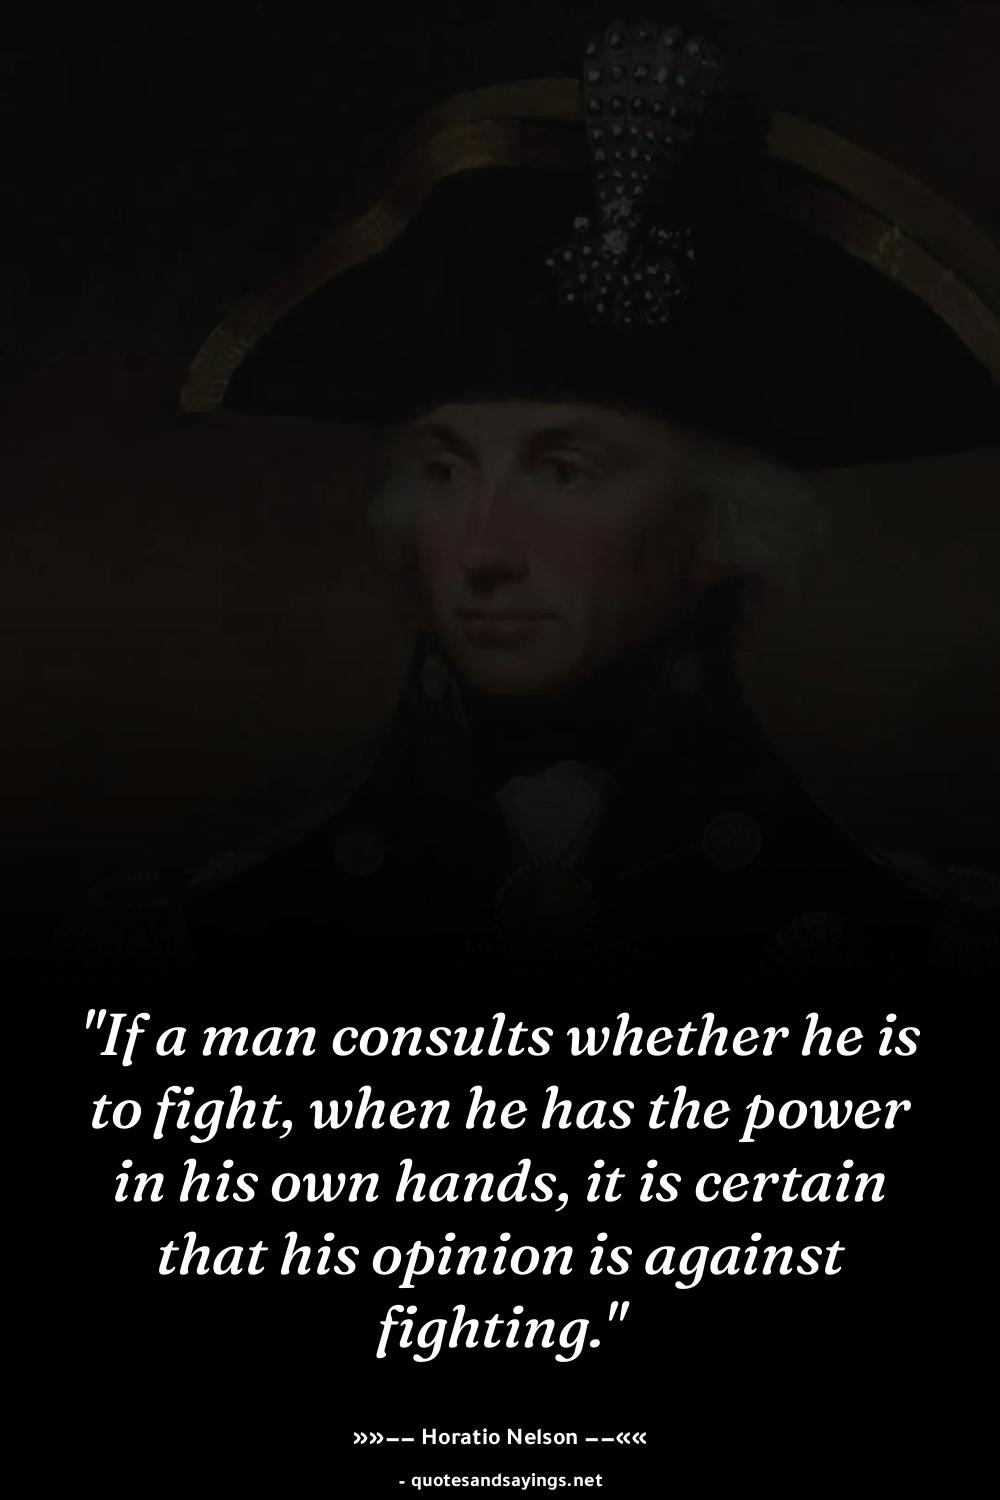 "If a man consults whether he is
to fight, when he has the power
in his own hands, it is certain
that his opinion is against
fighting."
»»−− Horatio Nelson −−««
- quotesandsayings.net